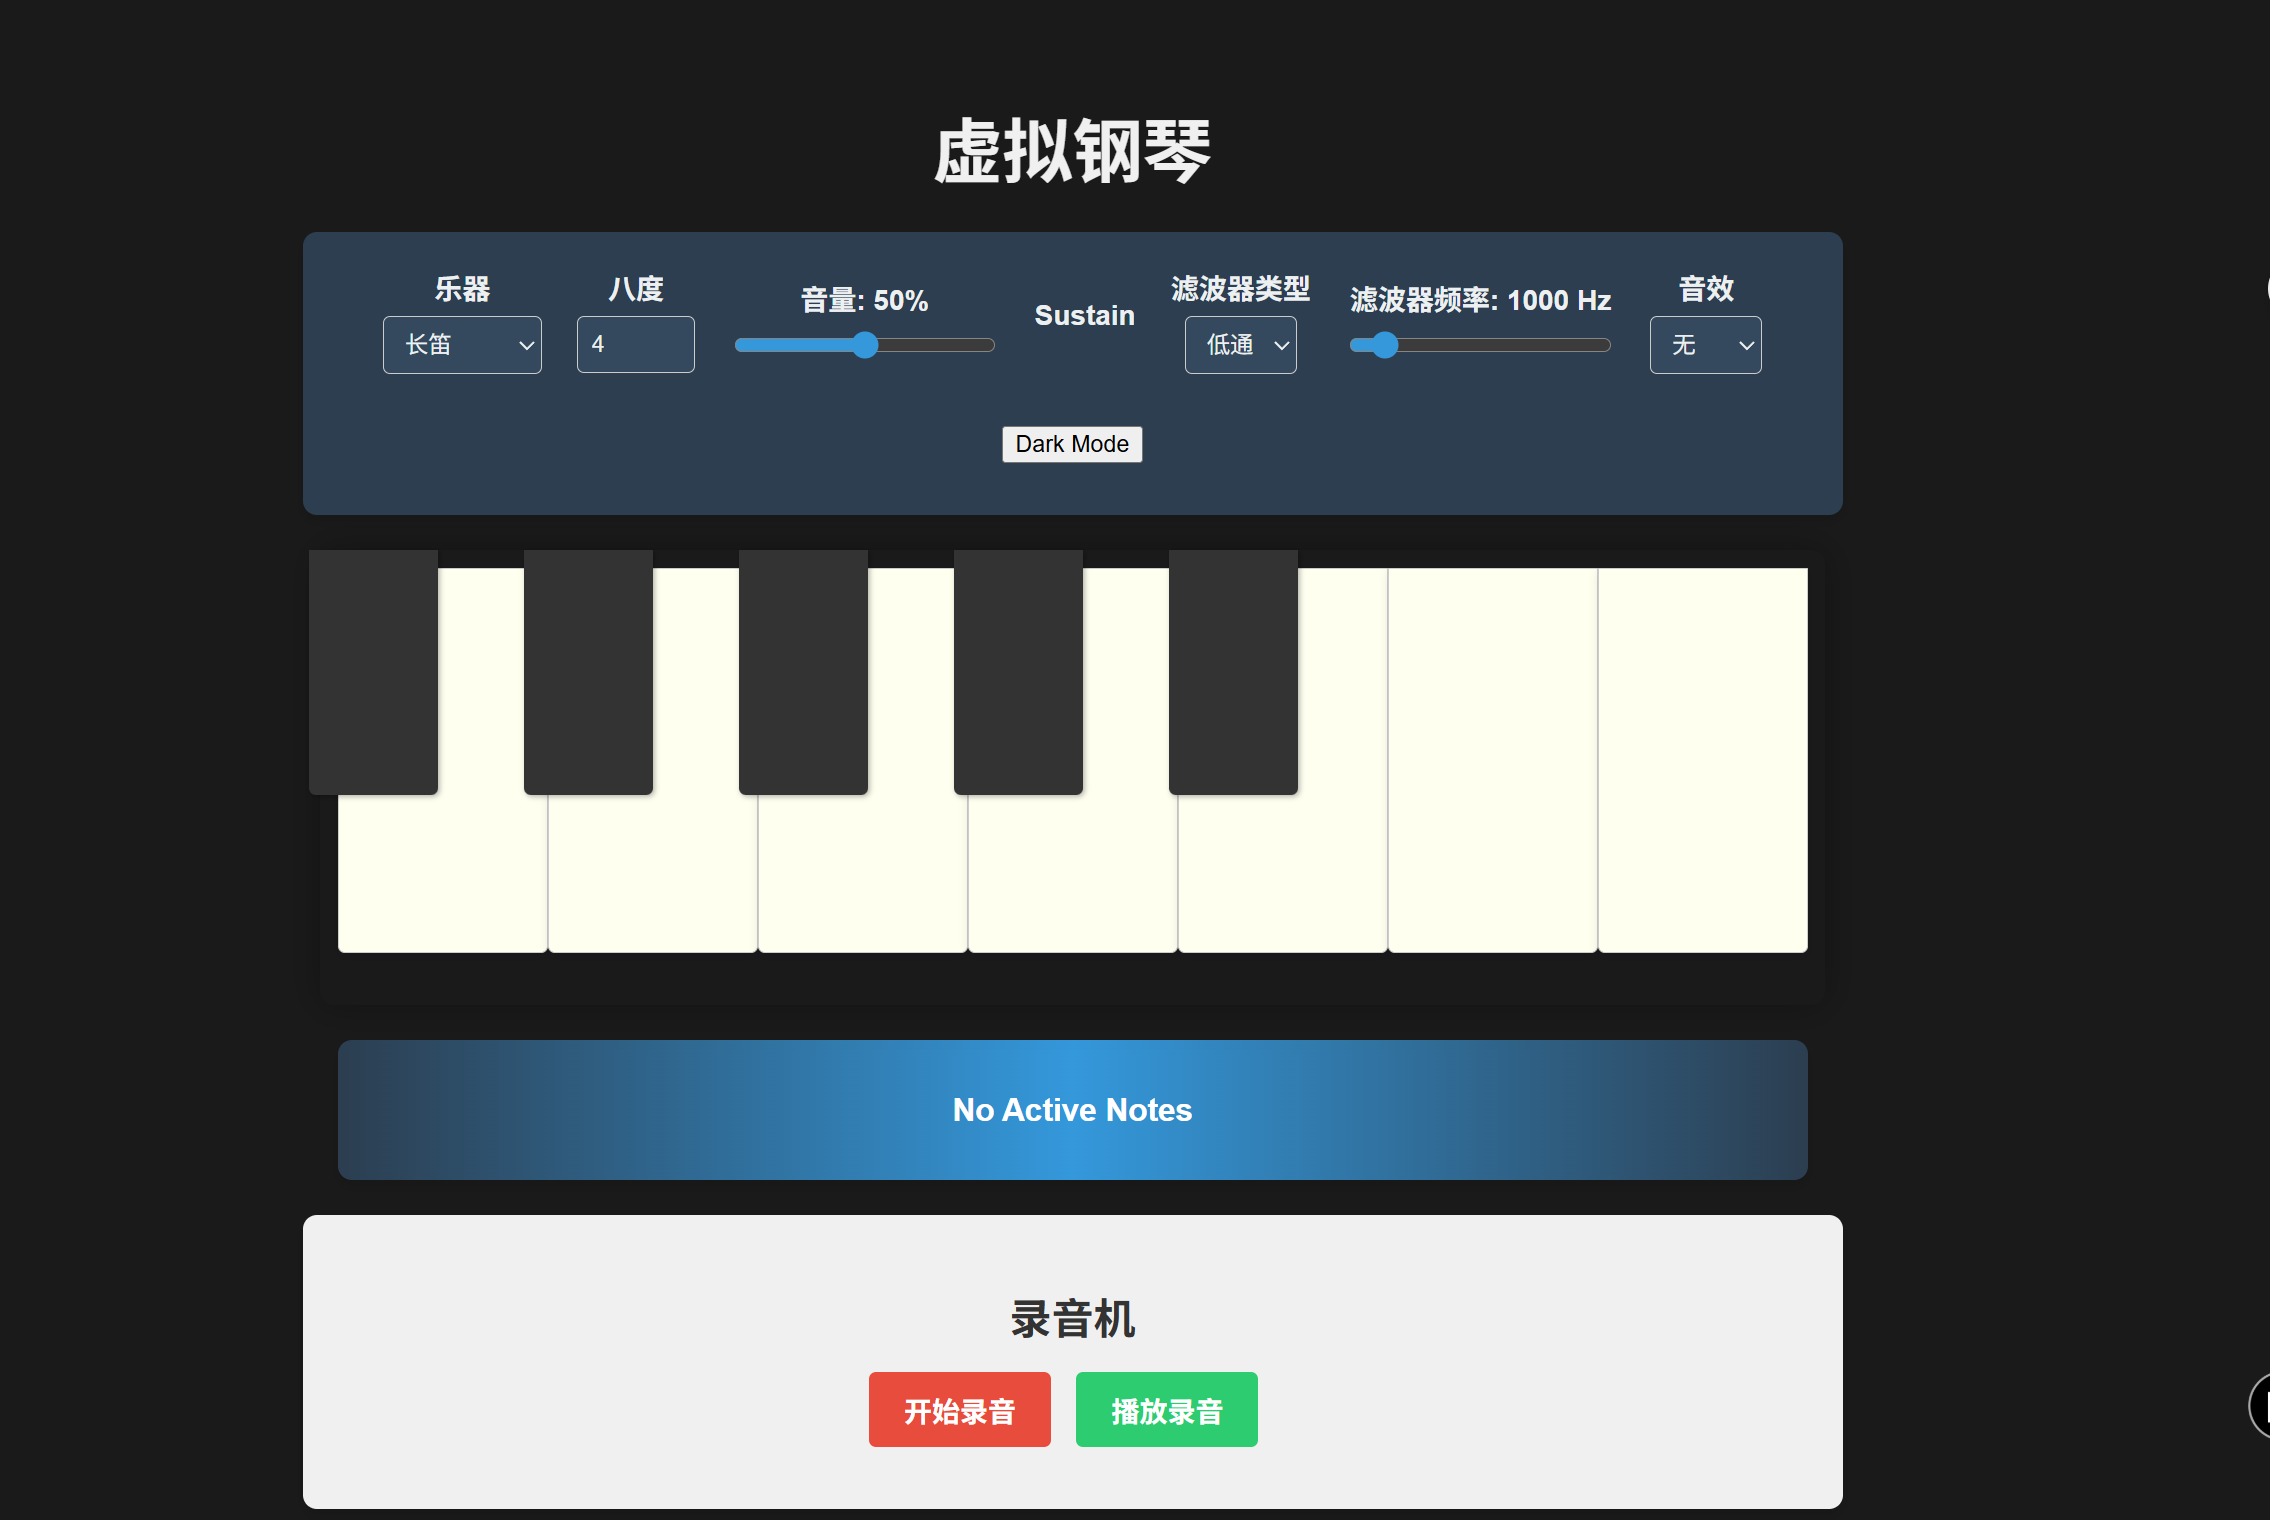 虚拟钢琴
乐器
八度
音量: 50%
Sustain
滤波器类型
滤波器频率: 1000 Hz
音效
长笛
4
低通
无
Dark Mode
No Active Notes
录音机
开始录音
播放录音